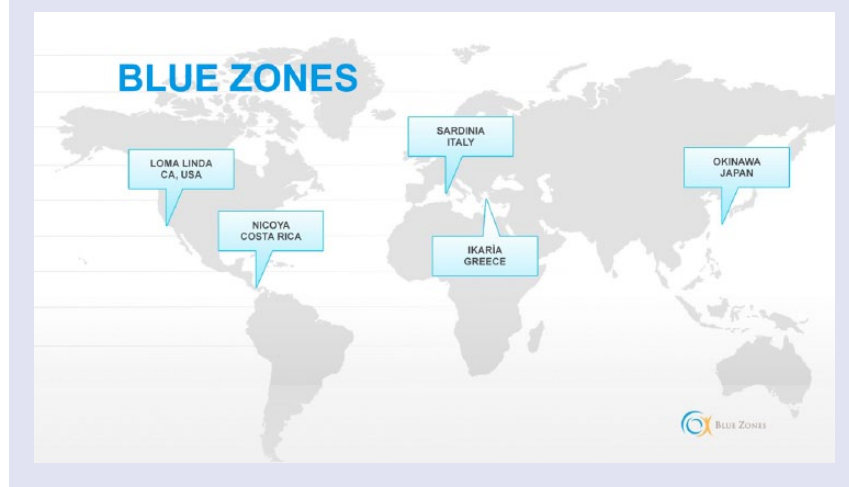 BLUE ZONES
SARDINIA
ITALY
LOMA LINDA
CA, USA
OKINAWA
JAPAN
NICOYA
COSTA RICA
IKARÌA
GREECE
BLUE ZONES